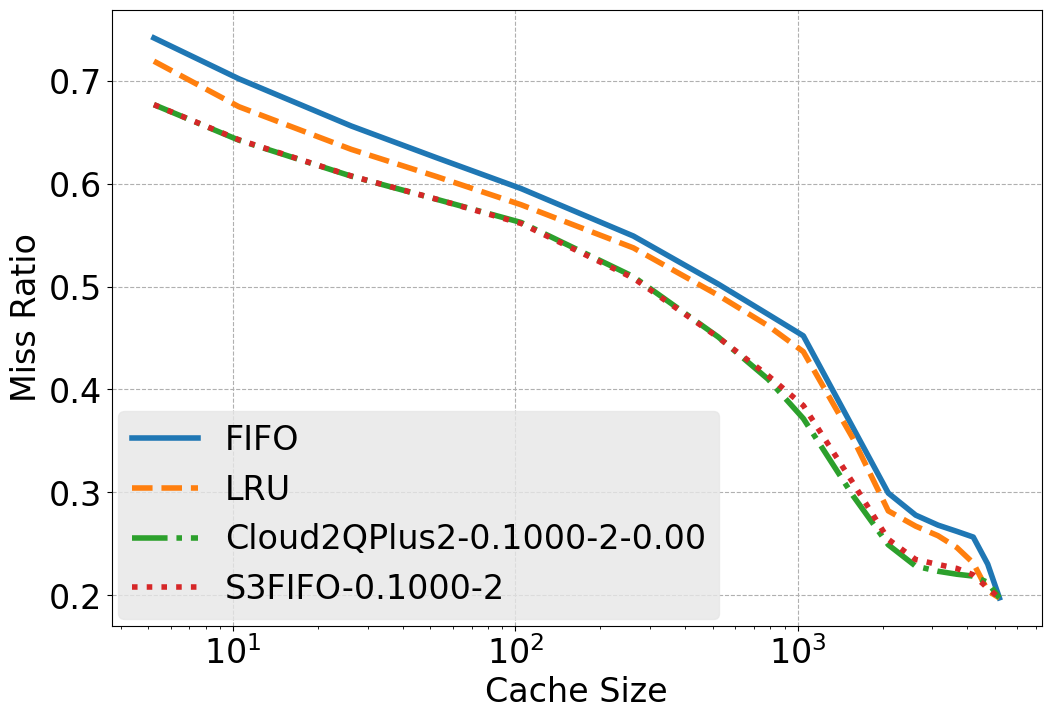 0.7
0.6
0.5
0.4
0.3
0.2
Miss Ratio
FIFO
LRU
Cloud2QPlus2-0.1000-2-0.00
S3FIFO-0.1000-2
10¹ 10² 10³
Cache Size